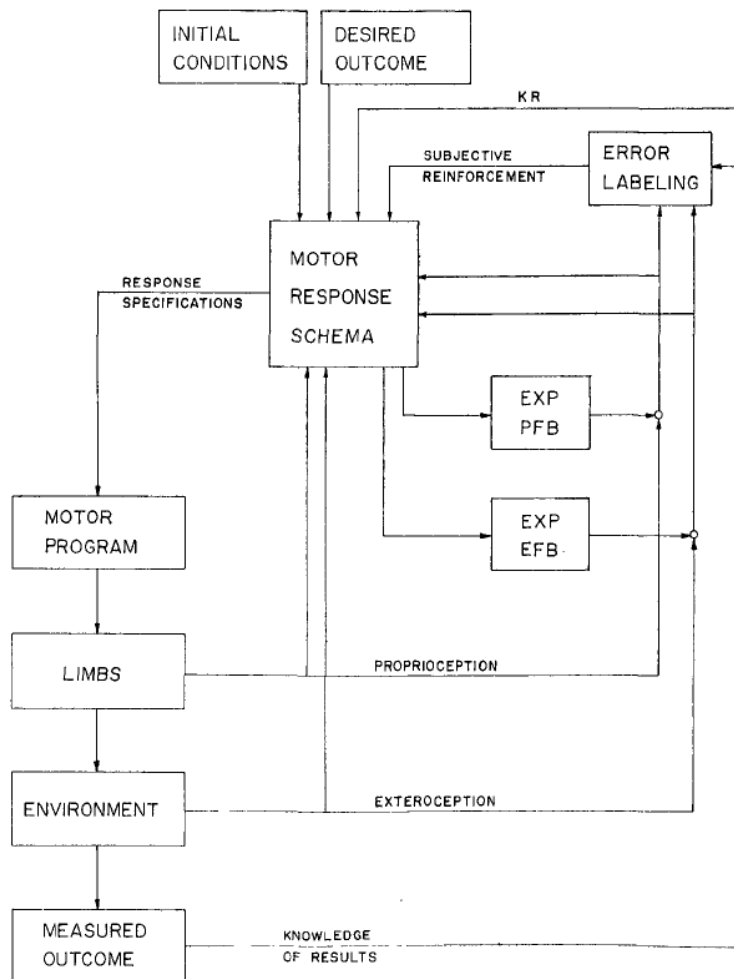 INITIAL
CONDITIONS
DESIRED
OUTCOME
KR
SUBJECTIVE
REINFORCEMENT
ERROR
LABELING
MOTOR
RESPONSE
SCHEMA
RESPONSE
SPECIFICATIONS
EXP
PFB
MOTOR
PROGRAM
EXP
EFB
LIMBS
PROPRIOCEPTION
ENVIRONMENT
EXTEROCEPTION
MEASURED
OUTCOME
KNOWLEDGE
OF RESULTS